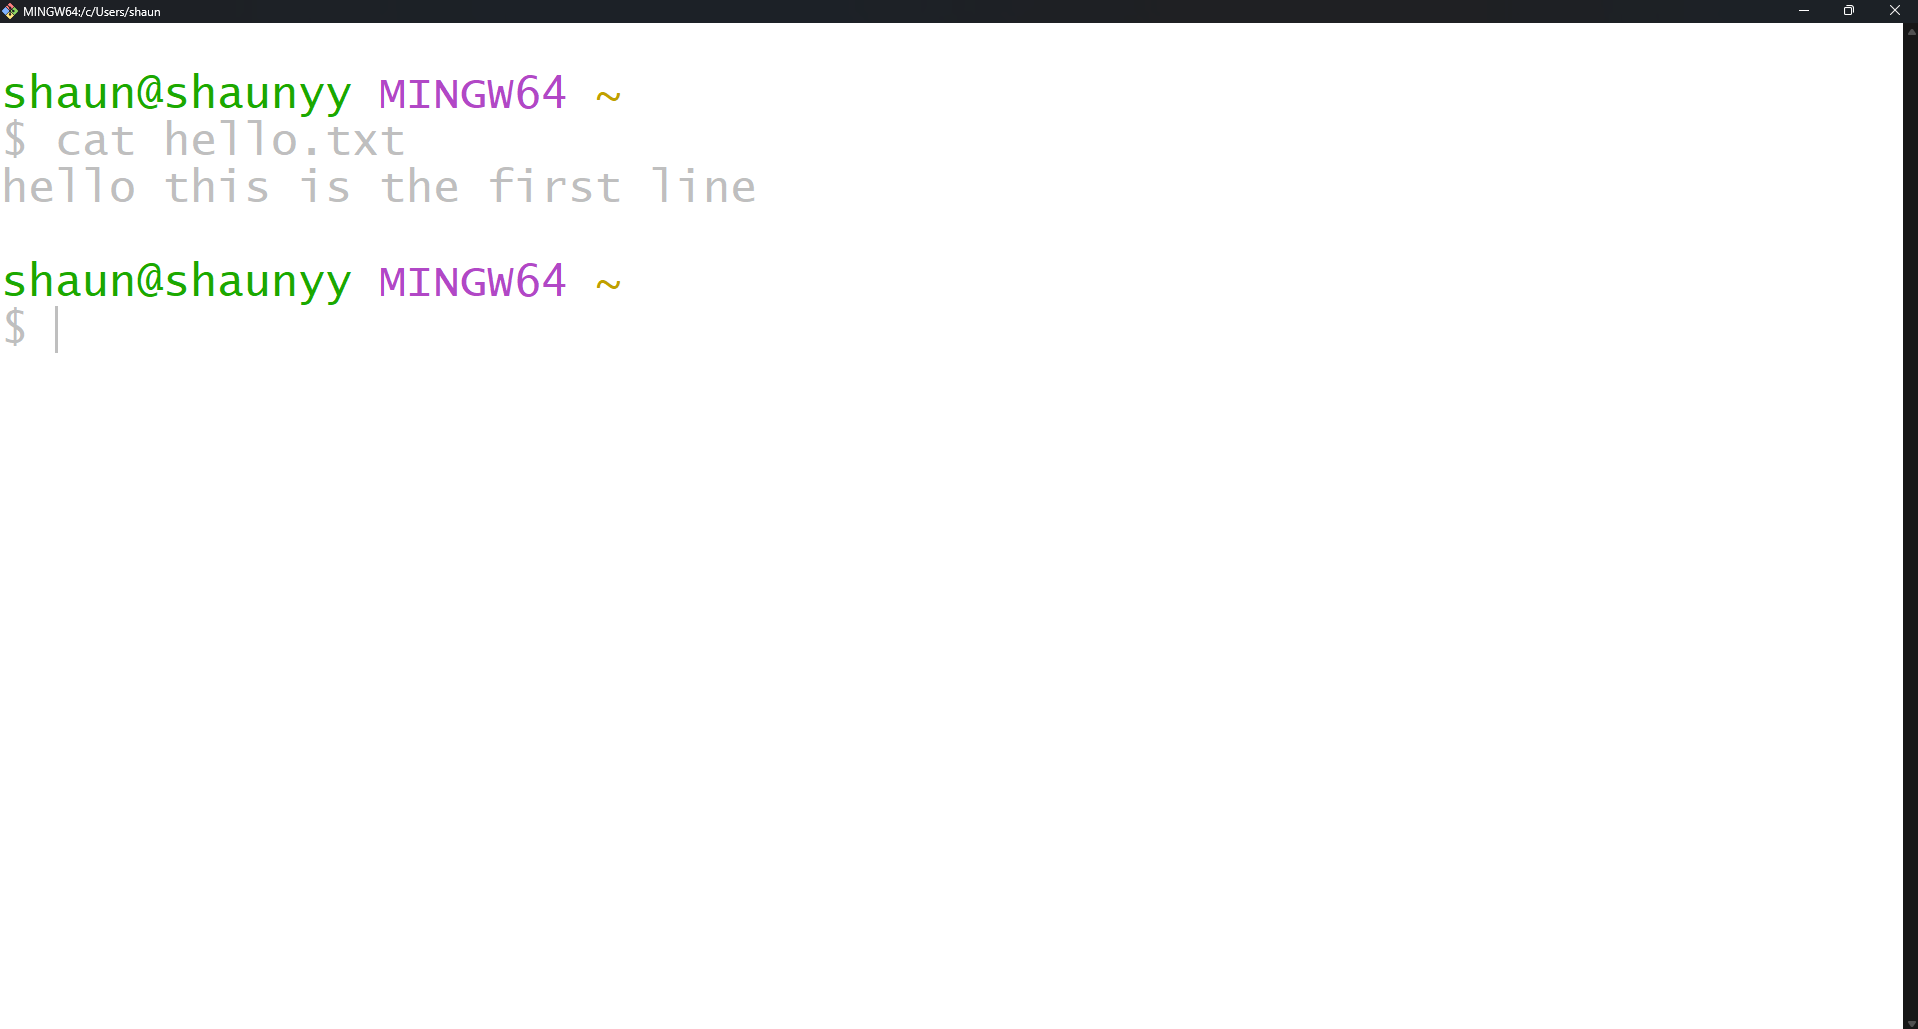 MINGW64:/c/Users/shaun
shaun@shaunyy MINGW64 ~
$ cat hello.txt
hello this is the first line
shaun@shaunyy MINGW64 ~
$